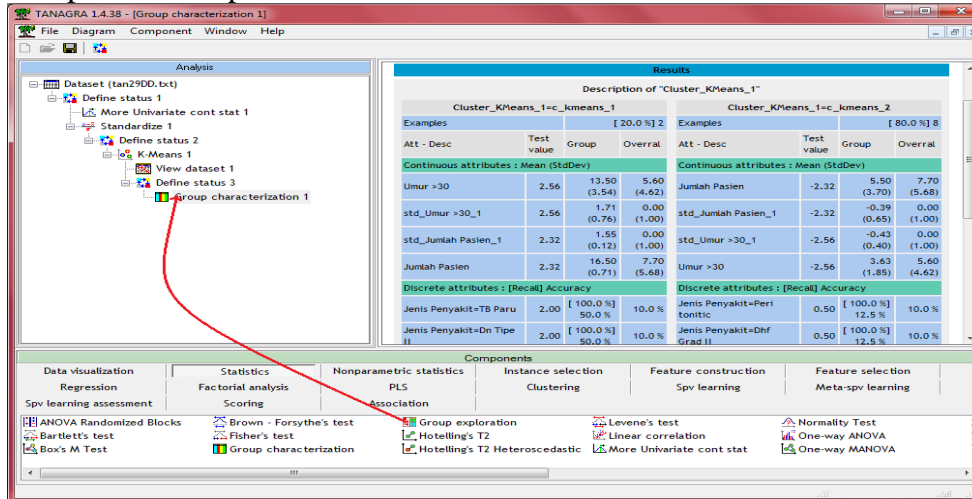 TANAGRA 1.4.38 - [Group characterization 1]
File Diagram Component Window Help
Analysis
Dataset (tan29DD.txt)
Define status 1
More Univariate cont stat 1
Standardize 1
Define status 2
K-Means 1
View dataset 1
Define status 3
Group characterization 1
Results
Description of "Cluster_KMeans_1"
Cluster_KMeans_1=c_kmeans_1 Cluster_KMeans_1=c_kmeans_2
Examples [ 20.0 %] 2 Examples [ 80.0 %] 8
Att - Desc Test value Group Overral Att - Desc Test value Group Overral
Continuous attributes : Mean (StdDev) Continuous attributes : Mean (StdDev)
Umur >30 2.56 13.50 (3.54) 5.60 (4.62) Jumlah Pasien -2.32 5.50 (3.70) 7.70 (5.68)
std_Umur >30_1 2.56 1.71 (0.76) 0.00 (1.00) std_Jumlah Pasien_1 -2.32 -0.39 (0.65) 0.00 (1.00)
std_Jumlah Pasien_1 2.32 1.55 (0.12) 0.00 (1.00) std_Umur >30_1 -2.56 -0.43 (0.40) 0.00 (1.00)
Jumlah Pasien 2.32 16.50 (0.71) 7.70 (5.68) Umur >30 -2.56 3.63 (1.85) 5.60 (4.62)
Discrete attributes : [Recall] Accuracy Discrete attributes : [Recall] Accuracy
Jenis Penyakit=TB Paru 2.00 [ 100.0 %] 50.0 % 10.0 % Jenis Penyakit=Peri tonitic 0.50 [ 100.0 %] 12.5 % 10.0 %
Jenis Penyakit=Dn Tipe II 2.00 [ 100.0 %] 50.0 % 10.0 % Jenis Penyakit=Dhf Grad II 0.50 [ 100.0 %] 12.5 % 10.0 %
Components
Data visualization Statistics Nonparametric statistics Instance selection Feature construction Feature selection
Regression Factorial analysis PLS Clustering Spv learning Meta-spv learning
Spv learning assessment Scoring Association
ANOVA Randomized Blocks Brown - Forsythe's test Group exploration Levene's test Normality Test
Bartlett's test Fisher's test Hotelling's T2 Linear correlation One-way ANOVA
Box's M Test Group characterization Hotelling's T2 Heteroscedastic More Univariate cont stat One-way MANOVA